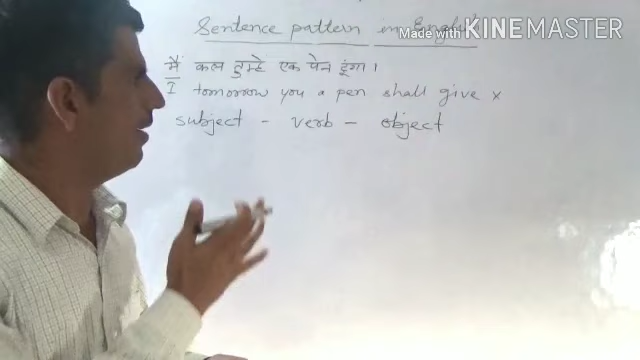 Sentence pattern in English
Made with KINEMASTER
मैं कल तुम्हे एक पेन दूंगा।
I tomorrow you a pen shall give ×
subject - verb - object